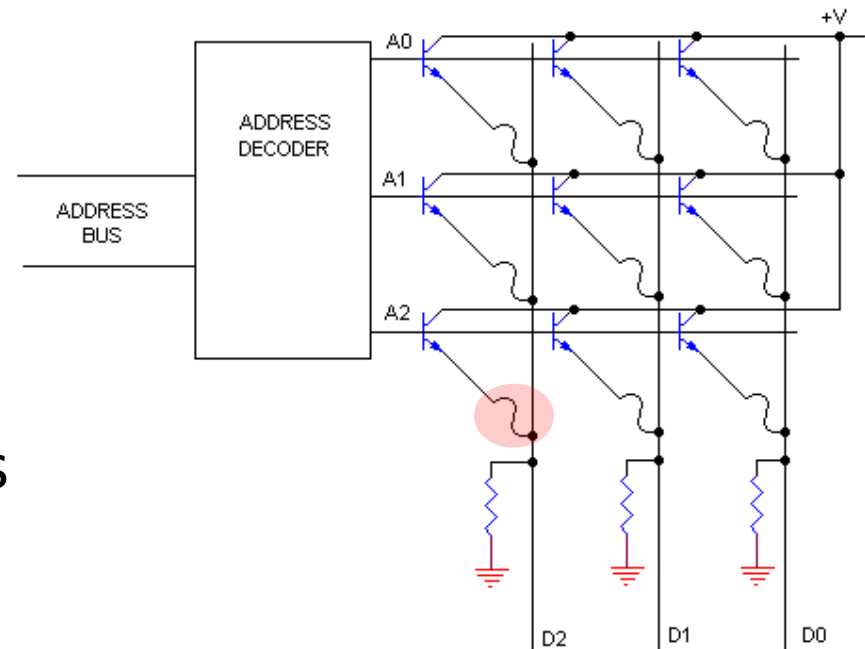 +V
A0
ADDRESS
DECODER
A1
ADDRESS
BUS
A2
S
D2
D1
D0